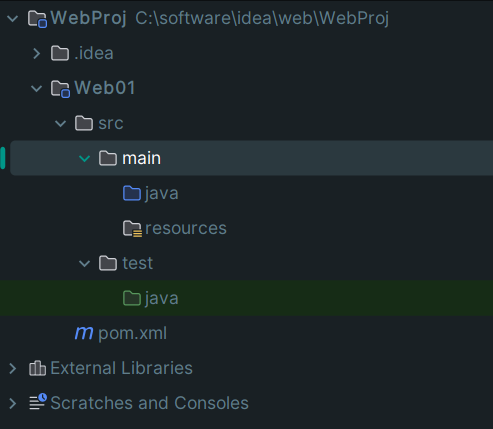 WebProj C:\software\idea\web\WebProj
.idea
Web01
src
main
java
resources
test
java
m pom.xml
External Libraries
Scratches and Consoles